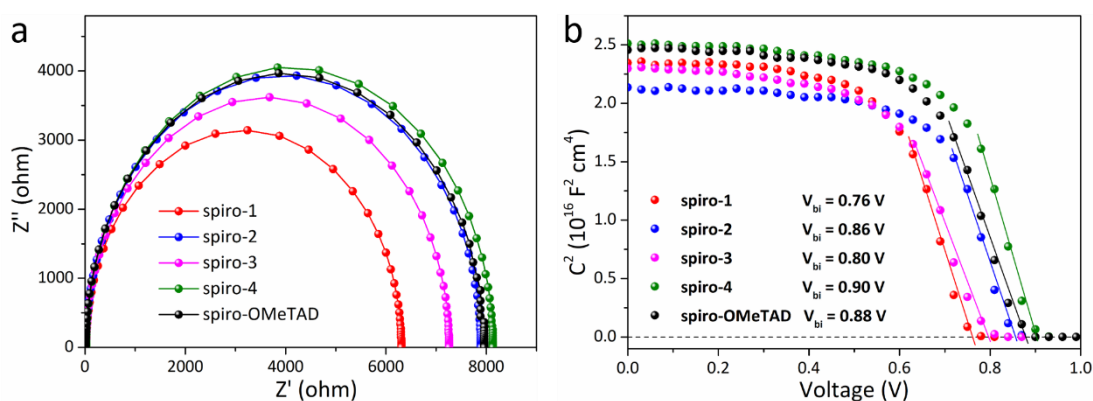 a
4000
3000
2000
1000
0
Z'' (ohm)
spiro-1
spiro-2
spiro-3
spiro-4
spiro-OMeTAD
0 2000 4000 6000 8000
Z' (ohm)
b
2.5
2.0
1.5
1.0
0.5
0.0
C² (10¹⁶ F² cm⁴)
spiro-1 V_bi = 0.76 V
spiro-2 V_bi = 0.86 V
spiro-3 V_bi = 0.80 V
spiro-4 V_bi = 0.90 V
spiro-OMeTAD V_bi = 0.88 V
0.0 0.2 0.4 0.6 0.8 1.0
Voltage (V)